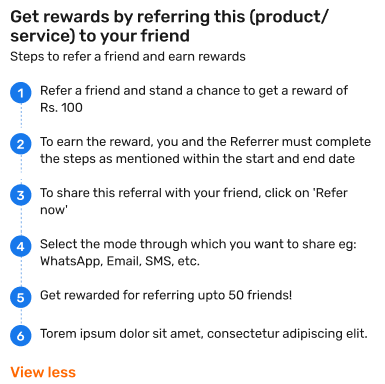 Get rewards by referring this (product/
service) to your friend
Steps to refer a friend and earn rewards
1 Refer a friend and stand a chance to get a reward of
Rs. 100
2 To earn the reward, you and the Referrer must complete
the steps as mentioned within the start and end date
3 To share this referral with your friend, click on 'Refer
now'
4 Select the mode through which you want to share eg:
WhatsApp, Email, SMS, etc.
5 Get rewarded for referring upto 50 friends!
6 Torem ipsum dolor sit amet, consectetur adipiscing elit.
View less